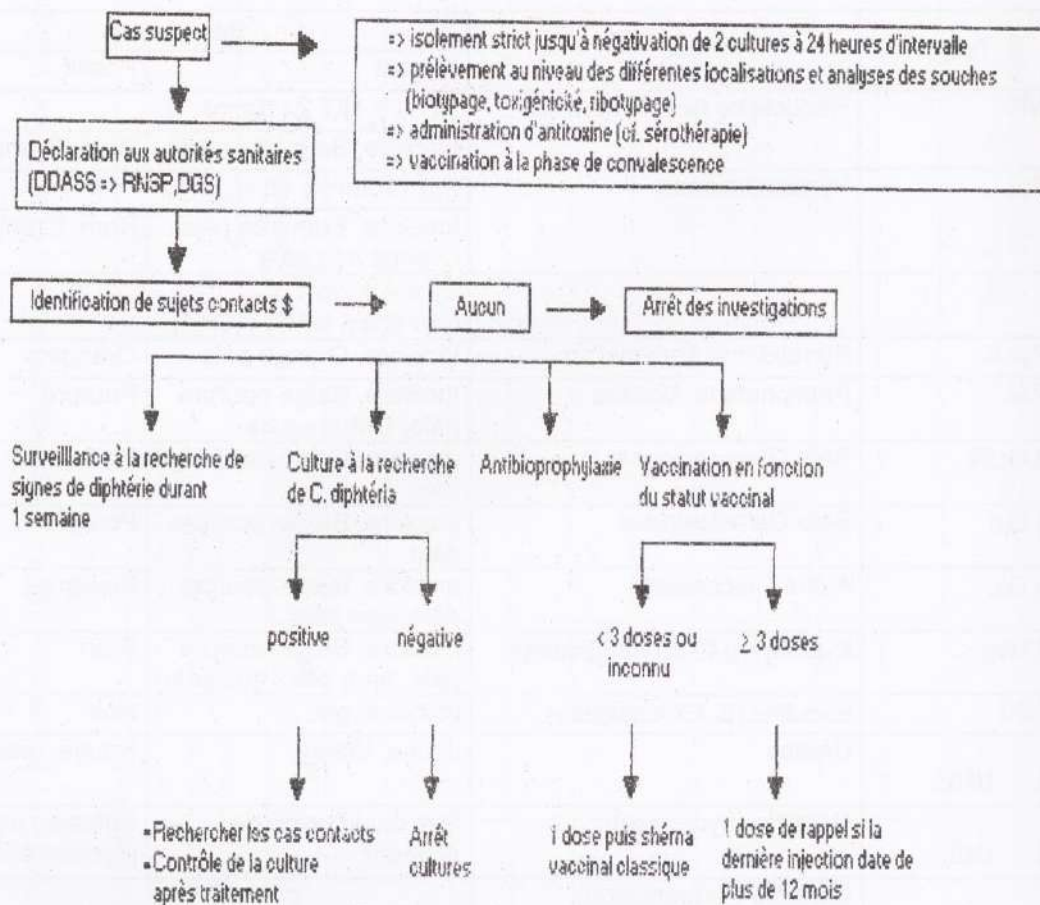 Cas suspect
=> isolement strict jusqu'à négativation de 2 cultures à 24 heures d'intervalle
=> prélèvement au niveau des différentes localisations et analyses des souches
(biotypage, toxigénicité, ribotypage)
=> administration d'antitoxine (cf. sérothérapie)
=> vaccination à la phase de convalescence
Déclaration aux autorités sanitaires
(DDASS => RNSP,DGS)
Identification de sujets contacts $
Aucun
Arrêt des investigations
Surveilllance à la recherche de
signes de diphtérie durant
1 semaine
Culture à la recherche
de C. diphtéria
Antibioprophylaxie
Vaccination en fonction
du statut vaccinal
positive
négative
< 3 doses ou
inconnu
≥ 3 doses
▪Rechercher les cas contacts
▪Contrôle de la culture
après traitement
Arrêt
cultures
1 dose puis shéma
vaccinal classique
1 dose de rappel si la
dernière injection date de
plus de 12 mois